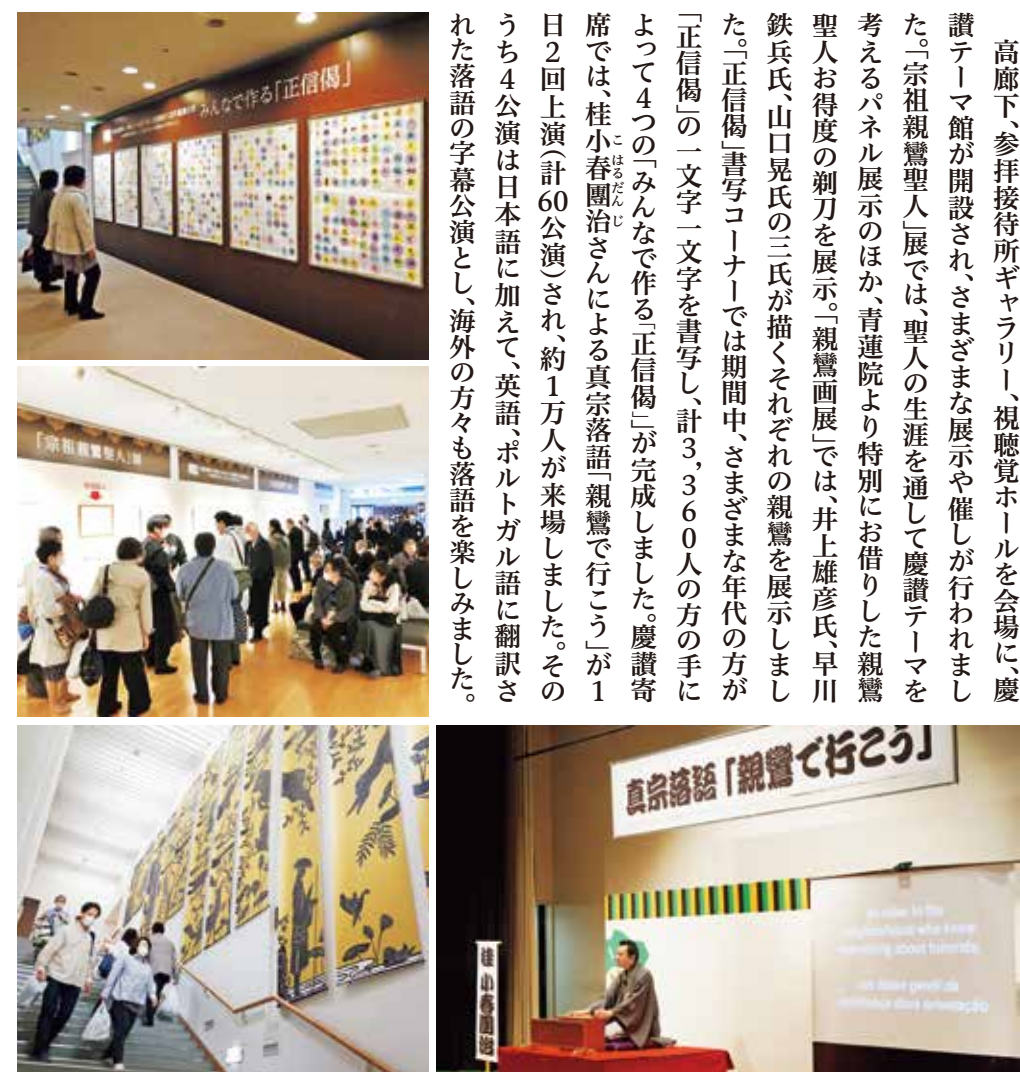 高廊下、参拝接待所ギャラリー、視聴覚ホールを会場に、慶
讃テーマ館が開設され、さまざまな展示や催しが行われまし
た。「宗祖親鸞聖人」展では、聖人の生涯を通して慶讃テーマを
考えるパネル展示のほか、青蓮院より特別にお借りした親鸞
聖人お得度の剃刀を展示。「親鸞画展」では、井上雄彦氏、早川
鉄兵氏、山口晃氏の三氏が描くそれぞれの親鸞を展示しまし
た。「正信偈」書写コーナーでは期間中、さまざまな年代の方が
「正信偈」の一文字一文字を書写し、計3,360人の方の手に
よって4つの「みんなで作る「正信偈」」が完成しました。慶讃寄
席では、桂小春團治さんによる真宗落語「親鸞で行こう」が1
こはるだんじ
日2回上演(計60公演)され、約1万人が来場しました。その
うち4公演は日本語に加えて、英語、ポルトガル語に翻訳さ
れた落語の字幕公演とし、海外の方々も落語を楽しみました。
みんなで作る「正信偈」
「宗祖親鸞聖人」展
真宗落語「親鸞で行こう」
桂 小春團治